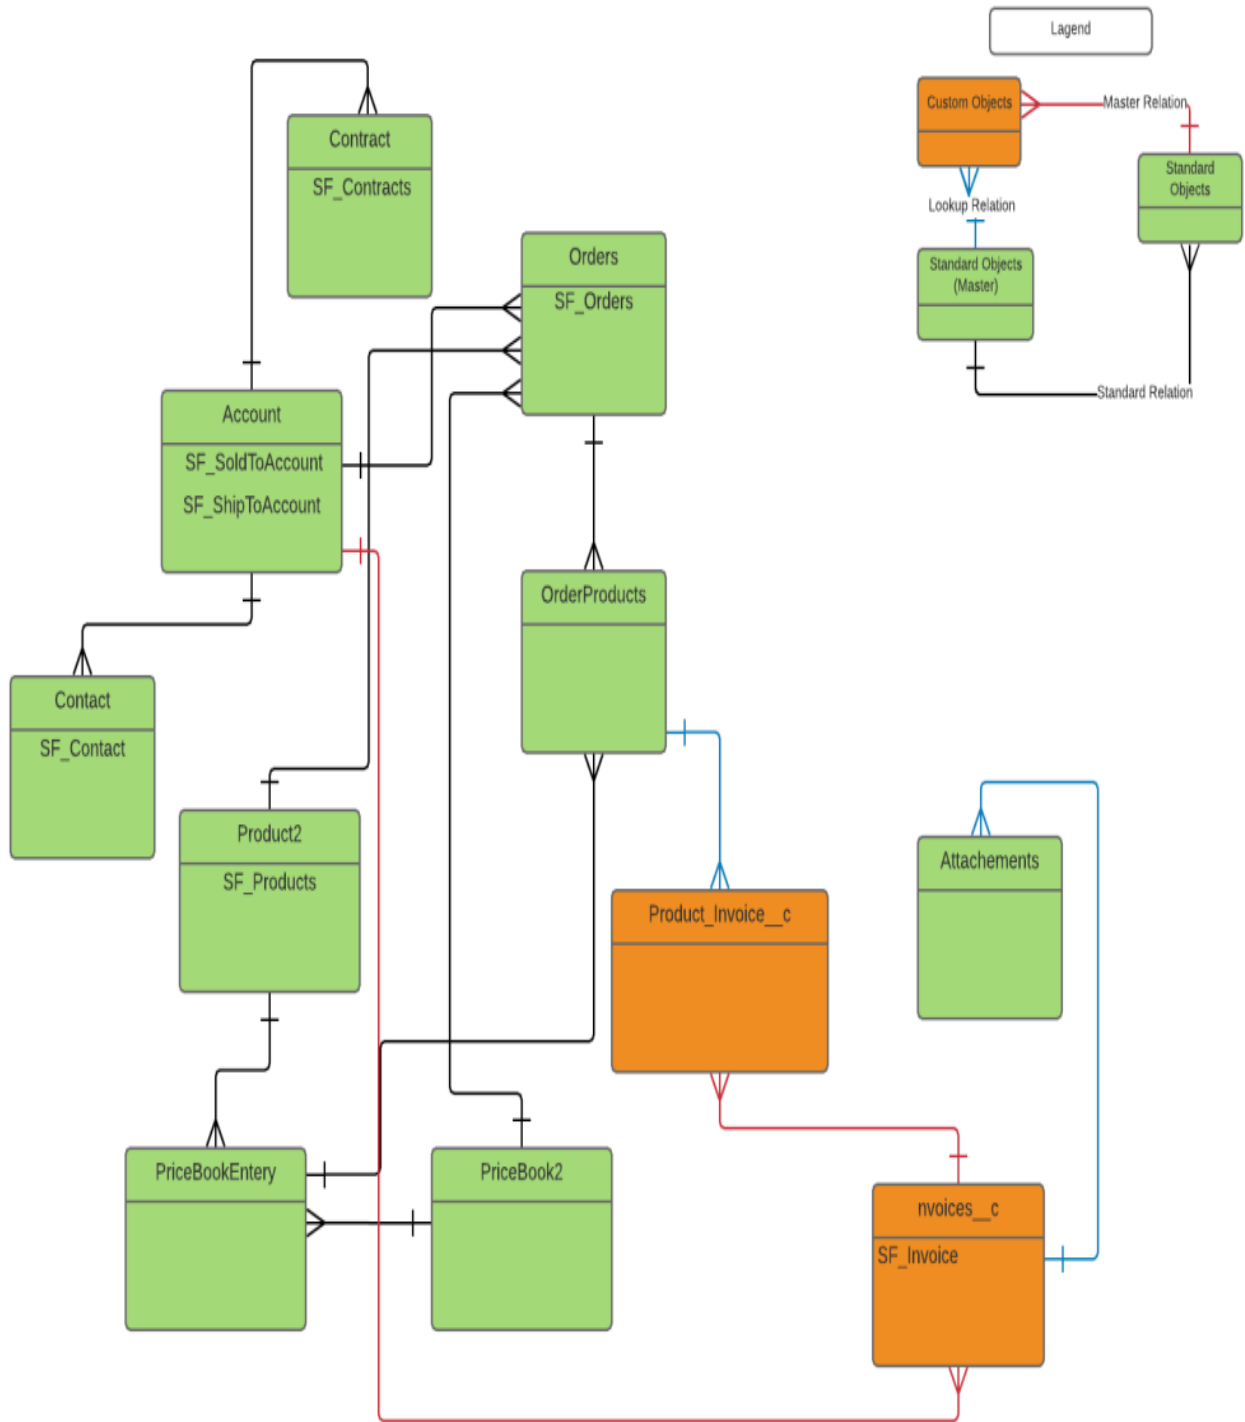 Lagend
Custom Objects
Master Relation
Standard
Objects
Lookup Relation
Standard Objects
(Master)
Standard Relation
Contract
SF_Contracts
Orders
SF_Orders
Account
SF_SoldToAccount
SF_ShipToAccount
OrderProducts
Contact
SF_Contact
Product2
SF_Products
Attachements
Product_Invoice__c
PriceBookEntery
PriceBook2
nvoices__c
SF_Invoice